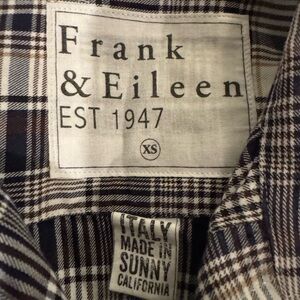 Frank
& Eileen
EST 1947
XS
ITALY
MADE IN
SUNNY
CALIFORNIA